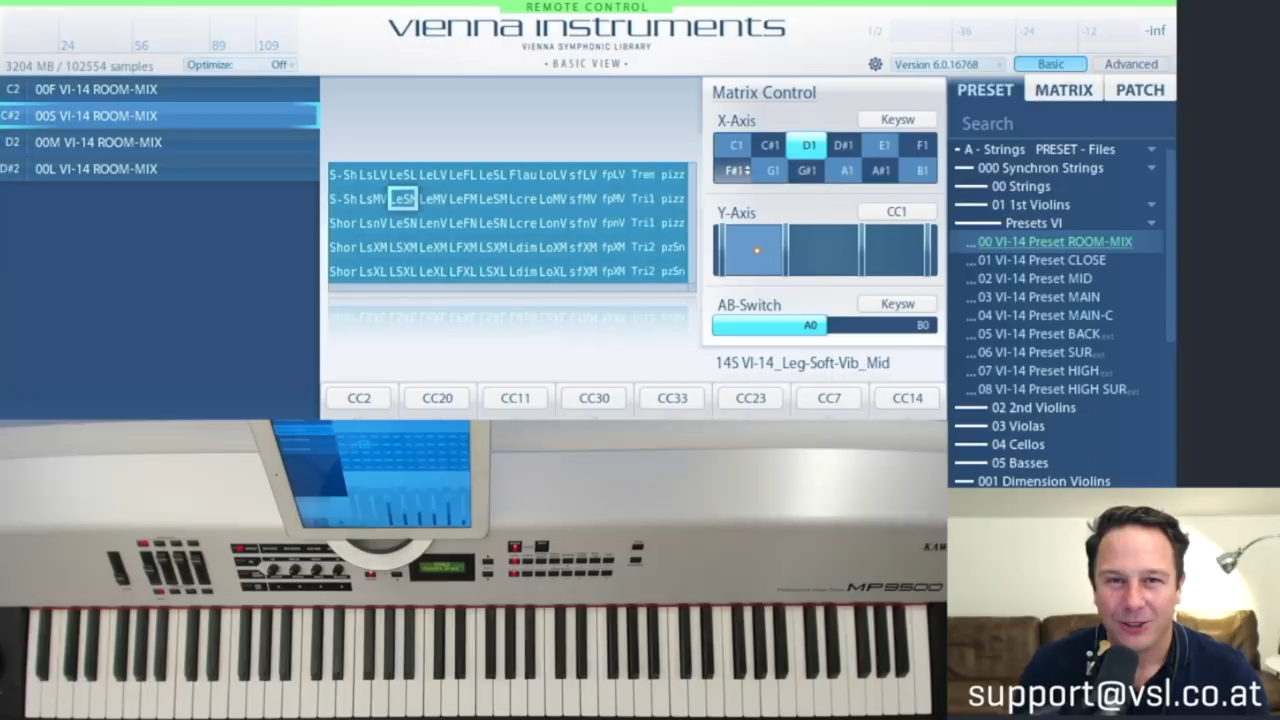 REMOTE CONTROL
vienna instruments
VIENNA SYMPHONIC LIBRARY
• BASIC VIEW •
24 56 89 109
3204 MB / 102554 samples Optimize: Off
1/2 -36 -24 -12 -inf
Version 6.0.16768 Basic Advanced
C2 00F VI-14 ROOM-MIX
C#2 00S VI-14 ROOM-MIX
D2 00M VI-14 ROOM-MIX
D#2 00L VI-14 ROOM-MIX
S-Sh LsLV LeSL LeLV LeFL LeSL Flau LoLV sfLV fpLV Trem pizz
S-Sh LsMV LeSM LeMV LeFM LeSM Lcre LoMV sfMV fpMV Tril pizz
Shor LsnV LeSN LenV LeFN LeSN Ldim LosV sfnV fpnV Tri1 pizz
Shor LsXM LSXM LeXM LFXM LSXM Ldim LoXM sfXM fpXM Tri2 pzSn
Shor LsXL LSXL LeXL LFXL LSXL Ldim LoXL sfXM fpXM Tri2 pzSn
Matrix Control
X-Axis Keysw
C1 C#1 D1 D#1 E1 F1
F#1 G1 G#1 A1 A#1 B1
Y-Axis CC1
AB-Switch Keysw
A0 B0
14S VI-14_Leg-Soft-Vib_Mid
CC2 CC20 CC11 CC30 CC33 CC23 CC7 CC14
PRESET MATRIX PATCH
Search
A - Strings PRESET - Files
000 Synchron Strings
00 Strings
01 1st Violins
Presets VI
... 00 VI-14 Preset ROOM-MIX
... 01 VI-14 Preset CLOSE
... 02 VI-14 Preset MID
... 03 VI-14 Preset MAIN
... 04 VI-14 Preset MAIN-C
... 05 VI-14 Preset BACK ext
... 06 VI-14 Preset SUR ext
... 07 VI-14 Preset HIGH ext
... 08 VI-14 Preset HIGH SUR ext
02 2nd Violins
03 Violas
04 Cellos
05 Basses
001 Dimension Violins
KAW
MP9500
support@vsl.co.at